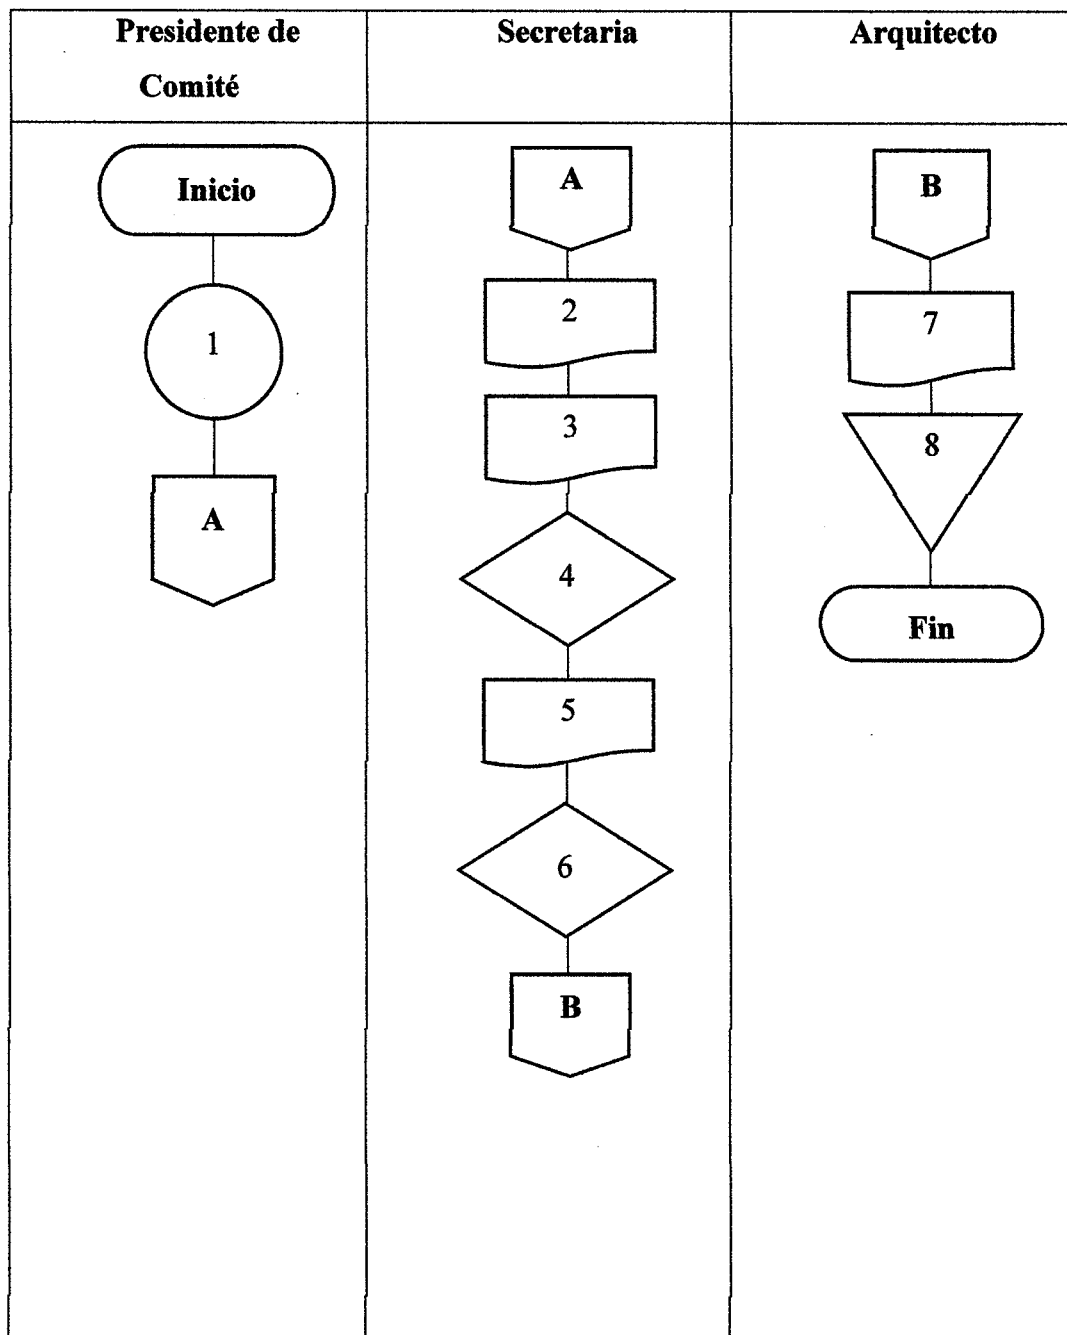 Presidente de
Comité
Secretaria
Arquitecto
Inicio
1
A
A
2
3
4
5
6
B
B
7
8
Fin